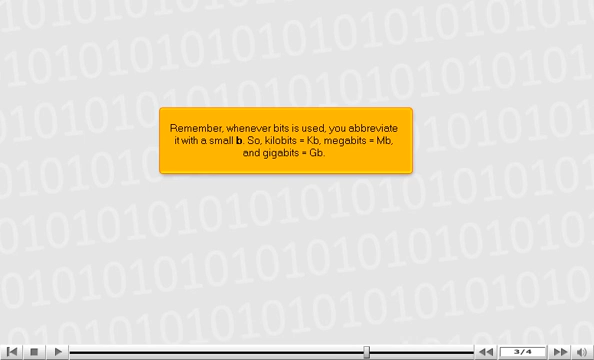 Remember, whenever bits is used, you abbreviate
it with a small b. So, kilobits = Kb, megabits = Mb,
and gigabits = Gb.
3/4